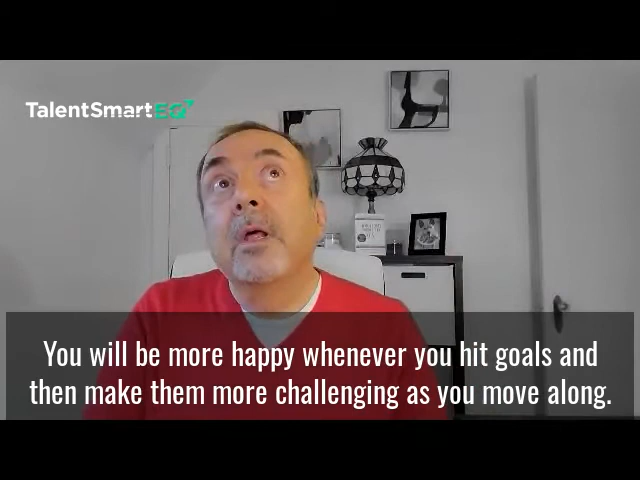 TalentSmartEQ
You will be more happy whenever you hit goals and
then make them more challenging as you move along.